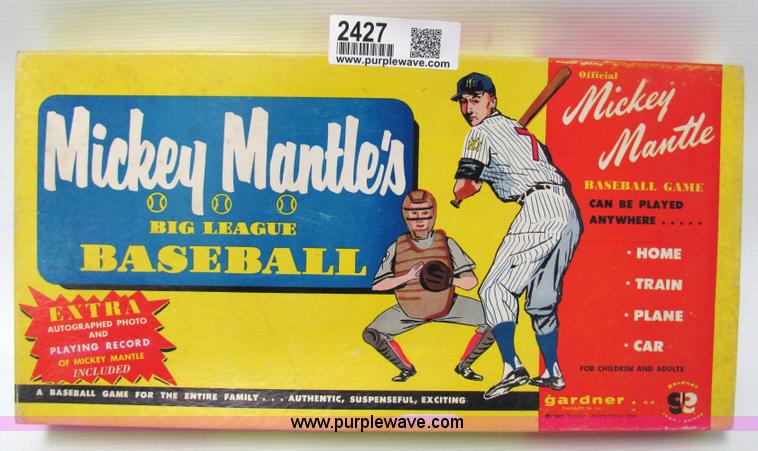 2427
www.purplewave.com
Mickey Mantle's
BIG LEAGUE
BASEBALL
EXTRA
AUTOGRAPHED PHOTO
AND
PLAYING RECORD
OF MICKEY MANTLE
INCLUDED
7
Official
Mickey
Mantle
BASEBALL GAME
CAN BE PLAYED
ANYWHERE . . . . .
· HOME
· TRAIN
· PLANE
· CAR
FOR CHILDREN AND ADULTS
A BASEBALL GAME FOR THE ENTIRE FAMILY . . . AUTHENTIC, SUSPENSEFUL, EXCITING
gardner . . .
gardner
www.purplewave.com